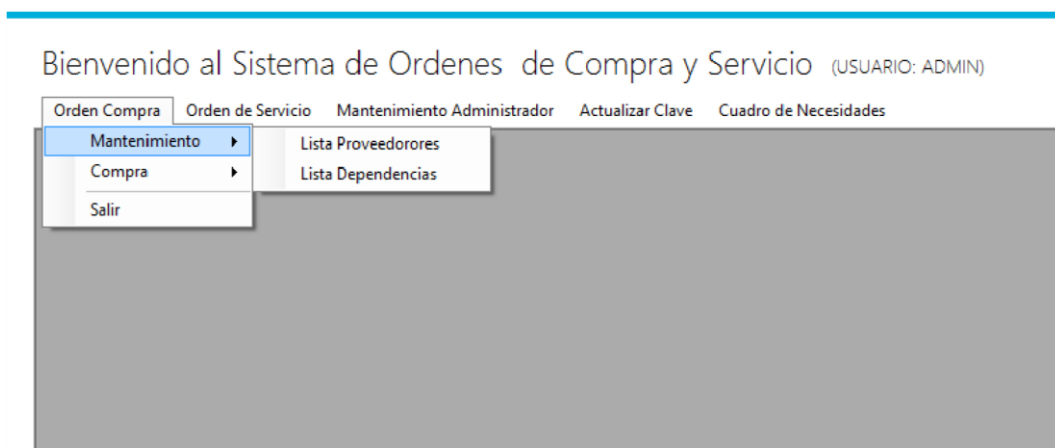 Bienvenido al Sistema de Ordenes de Compra y Servicio (USUARIO: ADMIN)
Orden Compra Orden de Servicio Mantenimiento Administrador Actualizar Clave Cuadro de Necesidades
Mantenimiento Lista Proveedorores
Compra Lista Dependencias
Salir